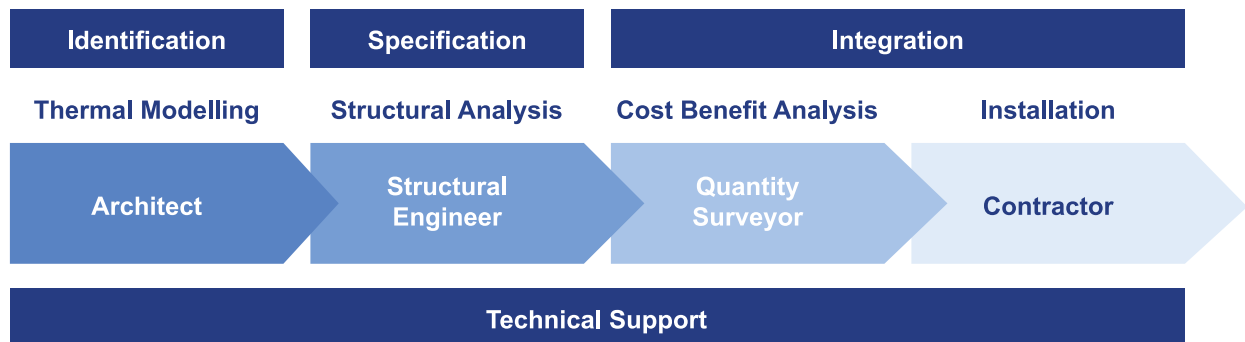 Identification
Specification
Integration
Thermal Modelling
Structural Analysis
Cost Benefit Analysis
Installation
Architect
Structural
Engineer
Quantity
Surveyor
Contractor
Technical Support